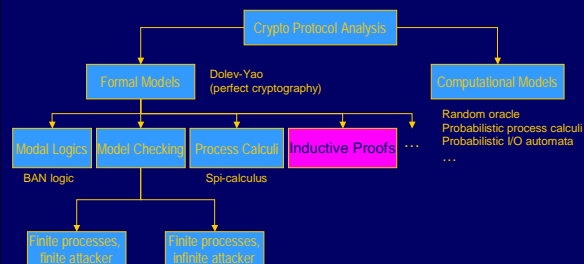 Crypto Protocol Analysis
Formal Models
Dolev-Yao
(perfect cryptography)
Computational Models
Random oracle
Probabilistic process calculi
Probabilistic I/O automata
…
Modal Logics
Model Checking
Process Calculi
Inductive Proofs
…
BAN logic
Spi-calculus
Finite processes,
finite attacker
Finite processes,
infinite attacker